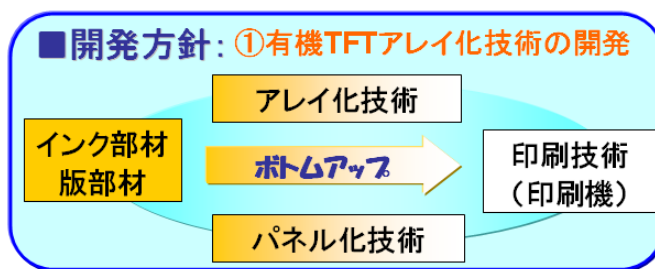 ■開発方針:①有機TFTアレイ化技術の開発
アレイ化技術
インク部材
版部材
ボトムアップ
印刷技術
(印刷機)
パネル化技術